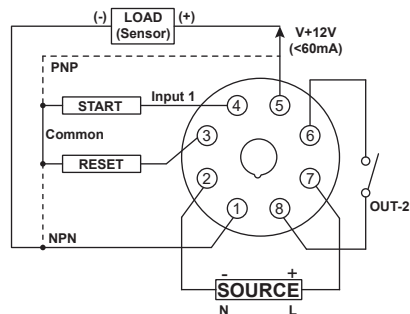 (-) LOAD (+)
(Sensor)
V+12V
(<60mA)
PNP
START Input 1
4 5
Common
3 6
RESET
2 7
1 8
OUT-2
NPN
- +
SOURCE
N L